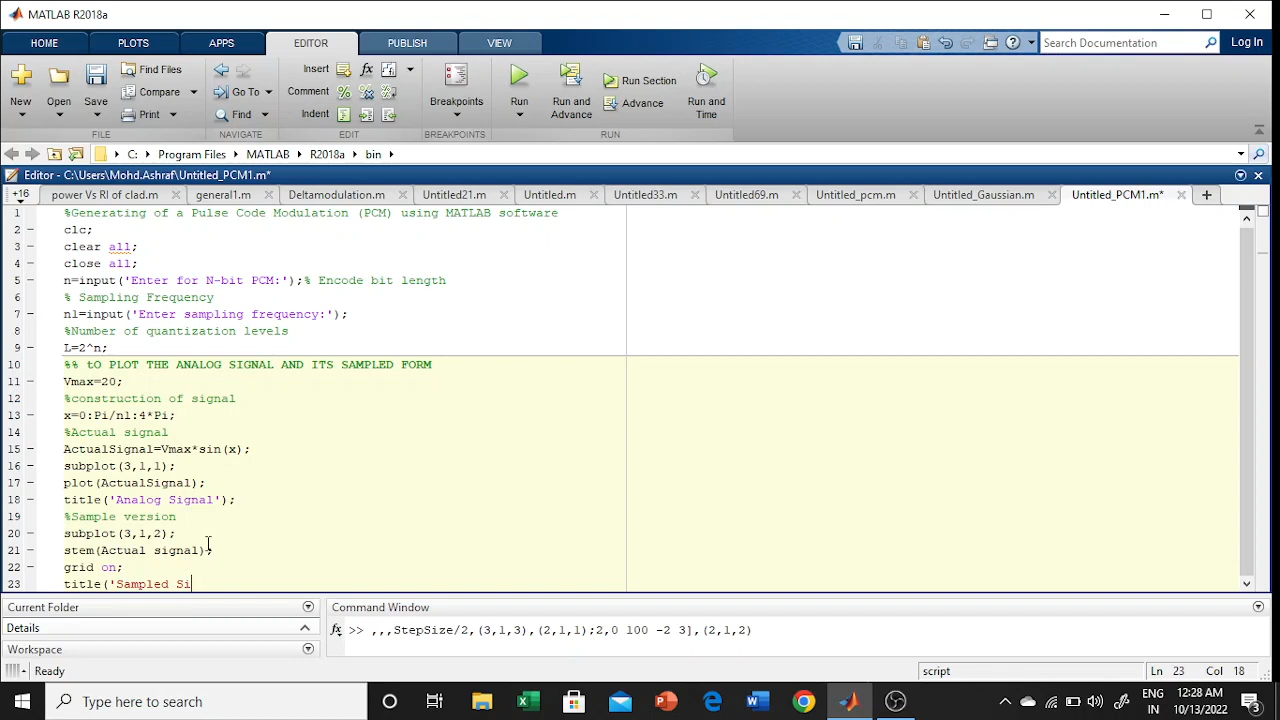 MATLAB R2018a
HOME PLOTS APPS EDITOR PUBLISH VIEW Search Documentation Log In
New Open Save Find Files Compare Print Go To Find Insert Comment Indent Breakpoints Run Run and Advance Run Section Advance Run and Time
FILE NAVIGATE EDIT BREAKPOINTS RUN
C: Program Files MATLAB R2018a bin
Editor - C:\Users\Mohd.Ashraf\Untitled_PCM1.m*
+16 power Vs RI of clad.m general1.m Deltamodulation.m Untitled21.m Untitled.m Untitled33.m Untitled69.m Untitled_pcm.m Untitled_Gaussian.m Untitled_PCM1.m*
1 %Generating of a Pulse Code Modulation (PCM) using MATLAB software
2 clc;
3 clear all;
4 close all;
5 n=input('Enter for N-bit PCM:');% Encode bit length
6 % Sampling Frequency
7 n1=input('Enter sampling frequency:');
8 %Number of quantization levels
9 L=2^n;
10 %% tO PLOT THE ANALOG SIGNAL AND ITS SAMPLED FORM
11 Vmax=20;
12 %construction of signal
13 x=0:Pi/n1:4*Pi;
14 %Actual signal
15 ActualSignal=Vmax*sin(x);
16 subplot(3,1,1);
17 plot(ActualSignal);
18 title('Analog Signal');
19 %Sample version
20 subplot(3,1,2);
21 stem(Actual signal);
22 grid on;
23 title('Sampled Si
Current Folder
Details
Workspace
Command Window
fx >> ,,,StepSize/2,(3,1,3),(2,1,1);2,0 100 -2 3],(2,1,2)
Ready script Ln 23 Col 18
Type here to search ENG IN 12:28 AM 10/13/2022 3